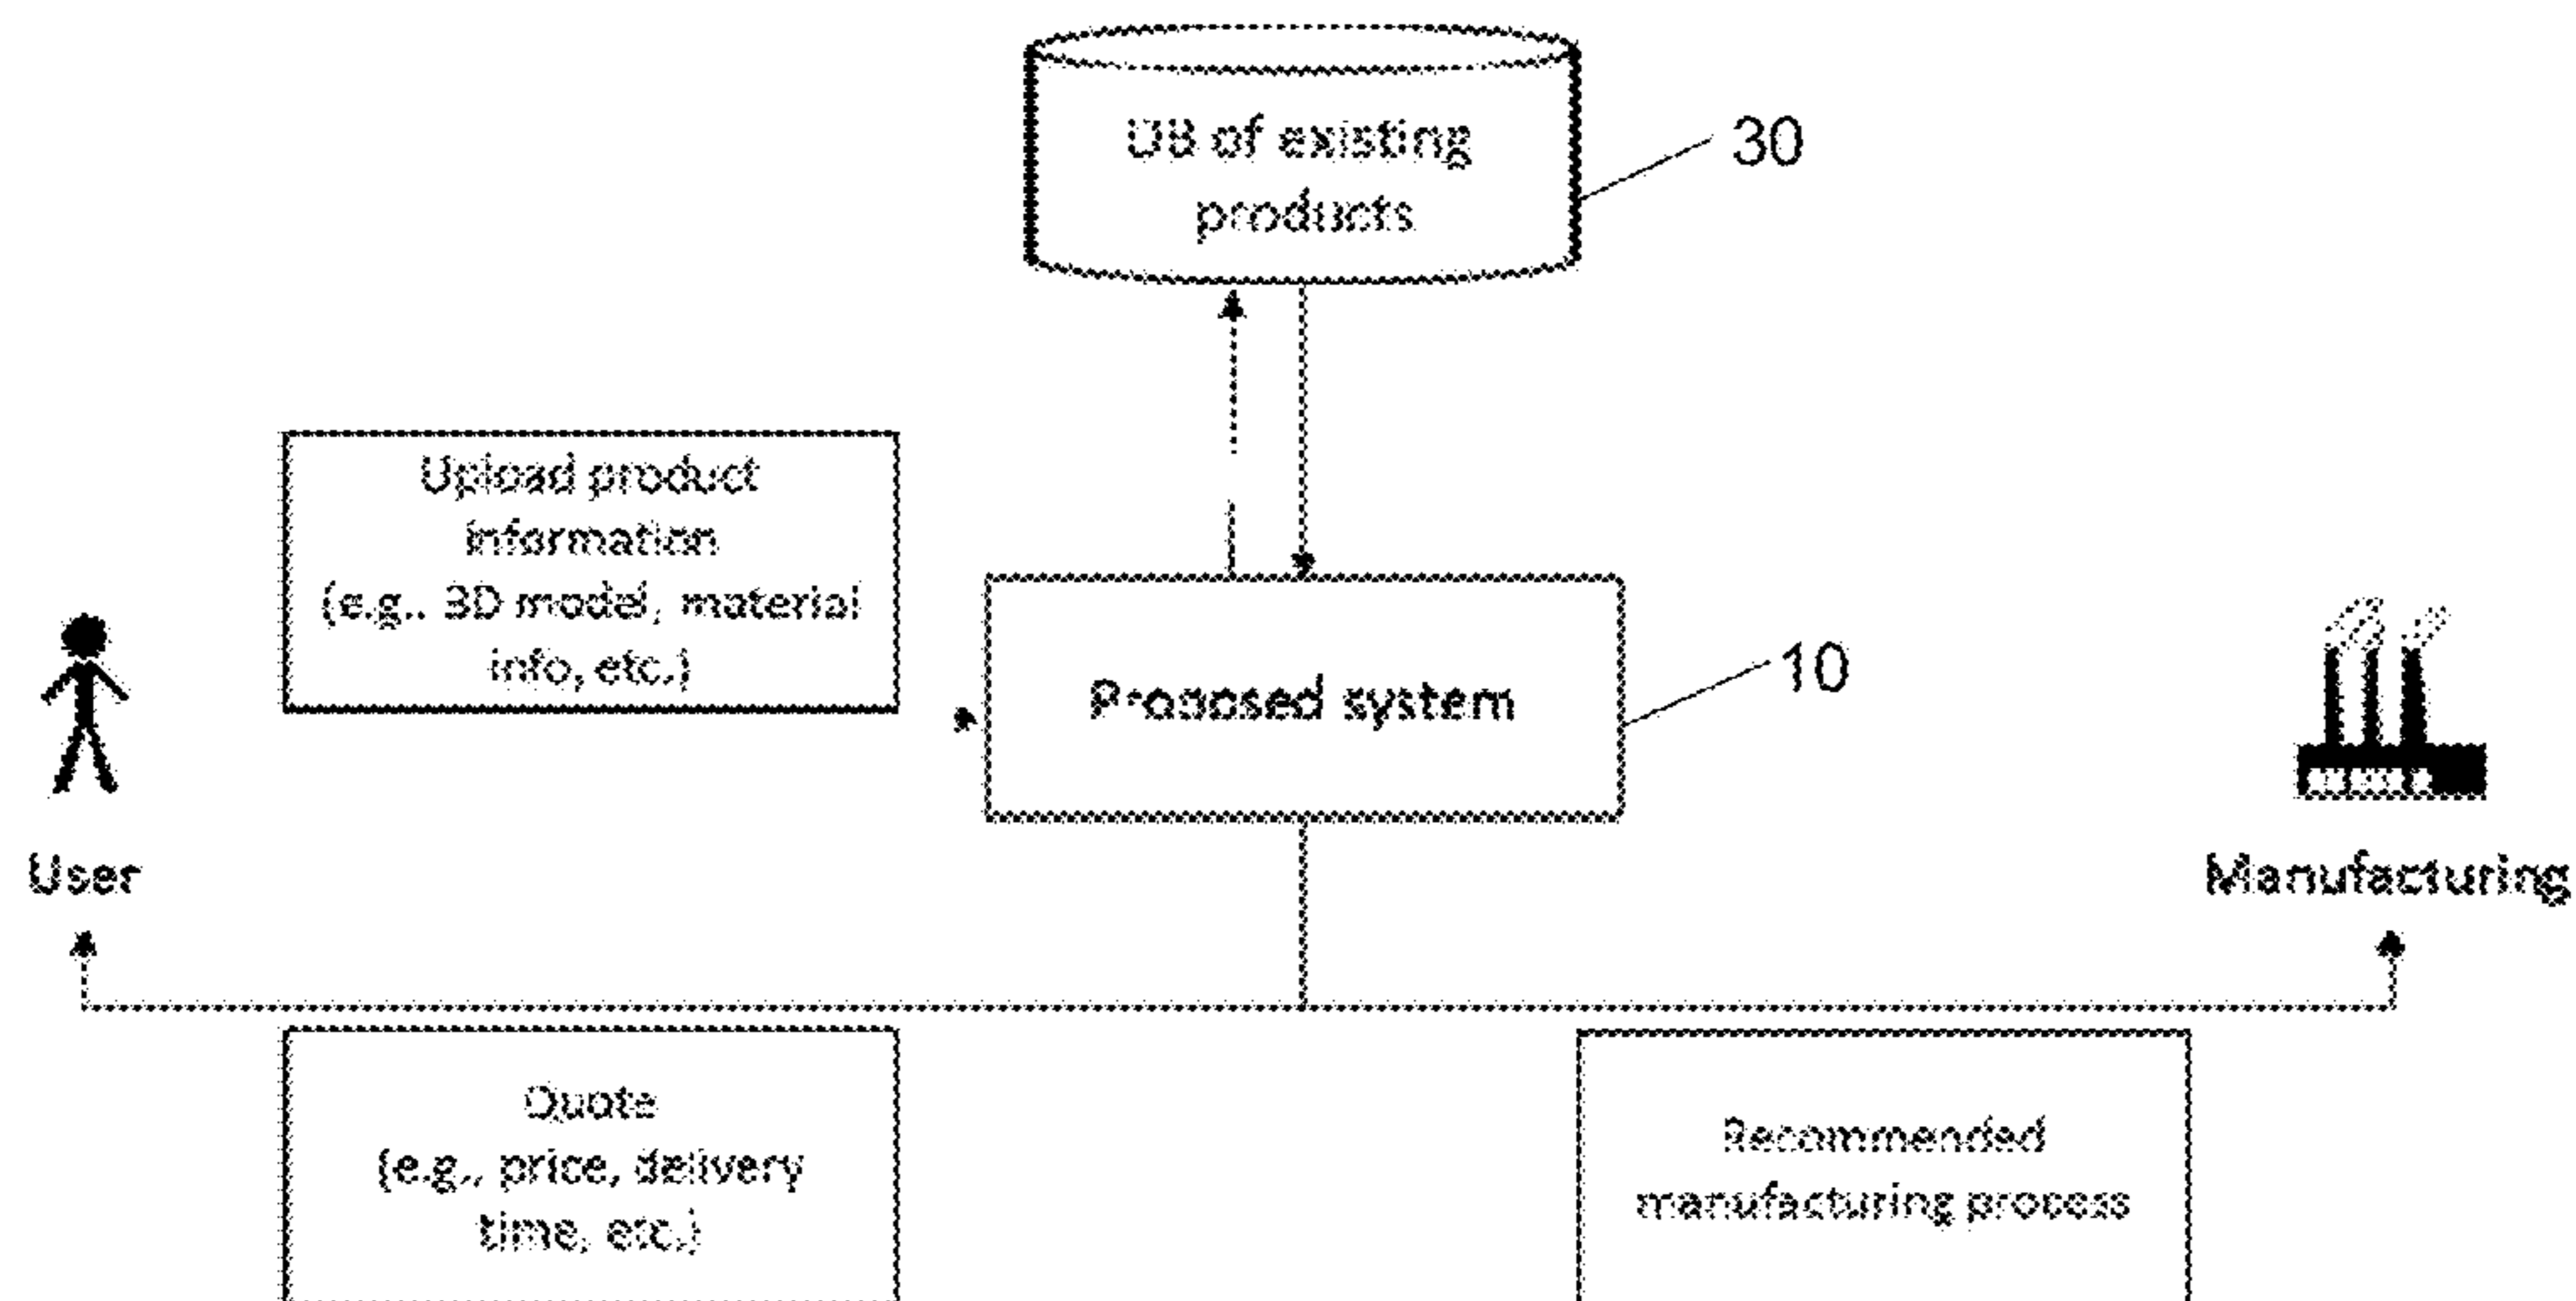 DB of existing
products
30
Upload product
information
(e.g., 3D model, material
info, etc.)
Proposed system
10
User
Manufacturing
Quote
(e.g., price, delivery
time, etc.)
Recommended
manufacturing process